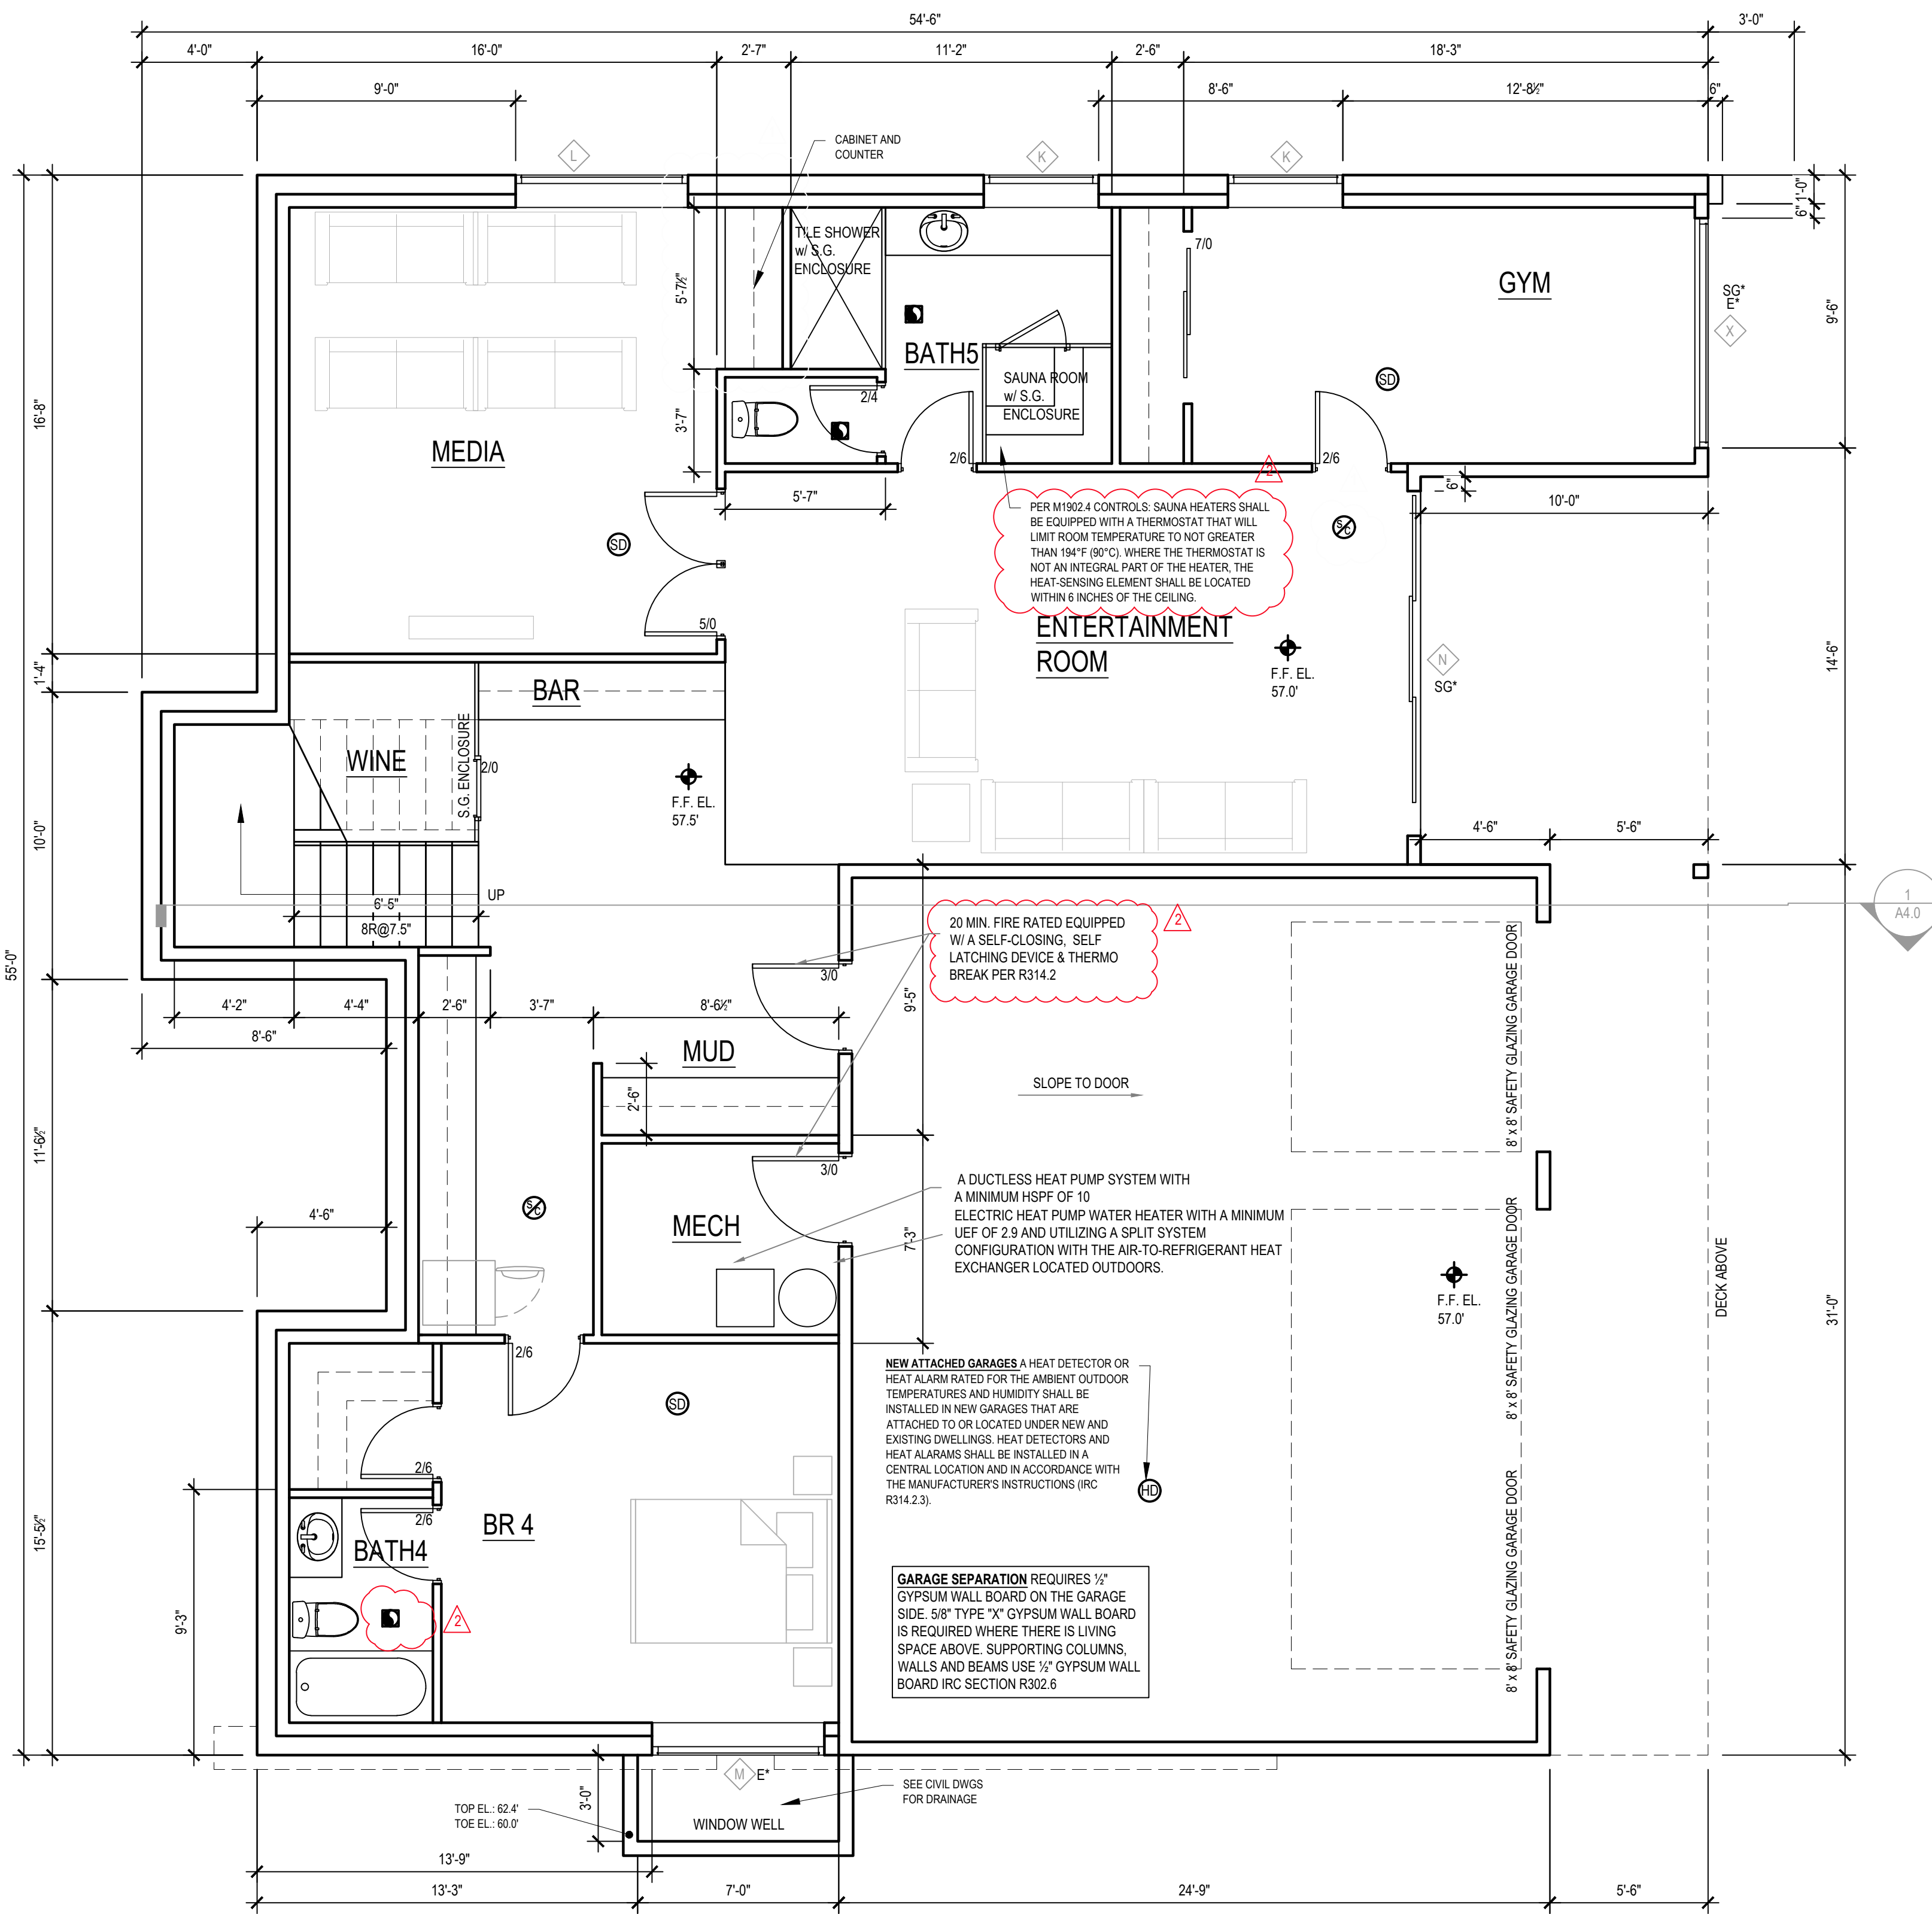 54'-6"
3'-0"
4'-0"
16'-0"
2'-7"
11'-2"
2'-6"
18'-3"
9'-0"
8'-6"
12'-8½"
6"
CABINET AND
COUNTER
L
K
K
6" 1'-0"
TILE SHOWER
w/ S.G.
ENCLOSURE
7/0
GYM
SG*
E*
X
9'-6"
5'-7½"
BATH5
SAUNA ROOM
w/ S.G.
ENCLOSURE
SD
2/4
16'-8"
3'-7"
MEDIA
2/6
2/6
2
6"
5'-7"
10'-0"
PER M1902.4 CONTROLS: SAUNA HEATERS SHALL
BE EQUIPPED WITH A THERMOSTAT THAT WILL
LIMIT ROOM TEMPERATURE TO NOT GREATER
THAN 194°F (90°C). WHERE THE THERMOSTAT IS
NOT AN INTEGRAL PART OF THE HEATER, THE
HEAT-SENSING ELEMENT SHALL BE LOCATED
WITHIN 6 INCHES OF THE CEILING.
S/C
SD
5/0
ENTERTAINMENT
ROOM
F.F. EL.
57.0'
N
SG*
14'-6"
1'-4"
BAR
WINE
S.G. ENCLOSURE
2/0
F.F. EL.
57.5'
10'-0"
4'-6"
5'-6"
UP
6'-5"
8R@7.5"
1
A4.0
20 MIN. FIRE RATED EQUIPPED
W/ A SELF-CLOSING, SELF
LATCHING DEVICE & THERMO
BREAK PER R314.2
2
3/0
55'-0"
4'-2"
4'-4"
2'-6"
3'-7"
8'-6½"
9'-5"
8'-6"
MUD
2'-6"
SLOPE TO DOOR
8' x 8' SAFETY GLAZING GARAGE DOOR
11'-6½"
3/0
A DUCTLESS HEAT PUMP SYSTEM WITH
A MINIMUM HSPF OF 10
ELECTRIC HEAT PUMP WATER HEATER WITH A MINIMUM
UEF OF 2.9 AND UTILIZING A SPLIT SYSTEM
CONFIGURATION WITH THE AIR-TO-REFRIGERANT HEAT
EXCHANGER LOCATED OUTDOORS.
4'-6"
S/C
MECH
7'-3"
8' x 8' SAFETY GLAZING GARAGE DOOR
DECK ABOVE
F.F. EL.
57.0'
31'-0"
2/6
NEW ATTACHED GARAGES A HEAT DETECTOR OR
HEAT ALARM RATED FOR THE AMBIENT OUTDOOR
TEMPERATURES AND HUMIDITY SHALL BE
INSTALLED IN NEW GARAGES THAT ARE
ATTACHED TO OR LOCATED UNDER NEW AND
EXISTING DWELLINGS. HEAT DETECTORS AND
HEAT ALARAMS SHALL BE INSTALLED IN A
CENTRAL LOCATION AND IN ACCORDANCE WITH
THE MANUFACTURER'S INSTRUCTIONS (IRC
R314.2.3).
SD
HD
2/6
2/6
BR 4
BATH4
15'-5½"
9'-3"
2
8' x 8' SAFETY GLAZING GARAGE DOOR
GARAGE SEPARATION REQUIRES ½"
GYPSUM WALL BOARD ON THE GARAGE
SIDE. 5/8" TYPE "X" GYPSUM WALL BOARD
IS REQUIRED WHERE THERE IS LIVING
SPACE ABOVE. SUPPORTING COLUMNS,
WALLS AND BEAMS USE ½" GYPSUM WALL
BOARD IRC SECTION R302.6
M
E*
3'-0"
SEE CIVIL DWGS
FOR DRAINAGE
TOP EL.: 62.4'
TOE EL.: 60.0'
WINDOW WELL
13'-9"
13'-3"
7'-0"
24'-9"
5'-6"